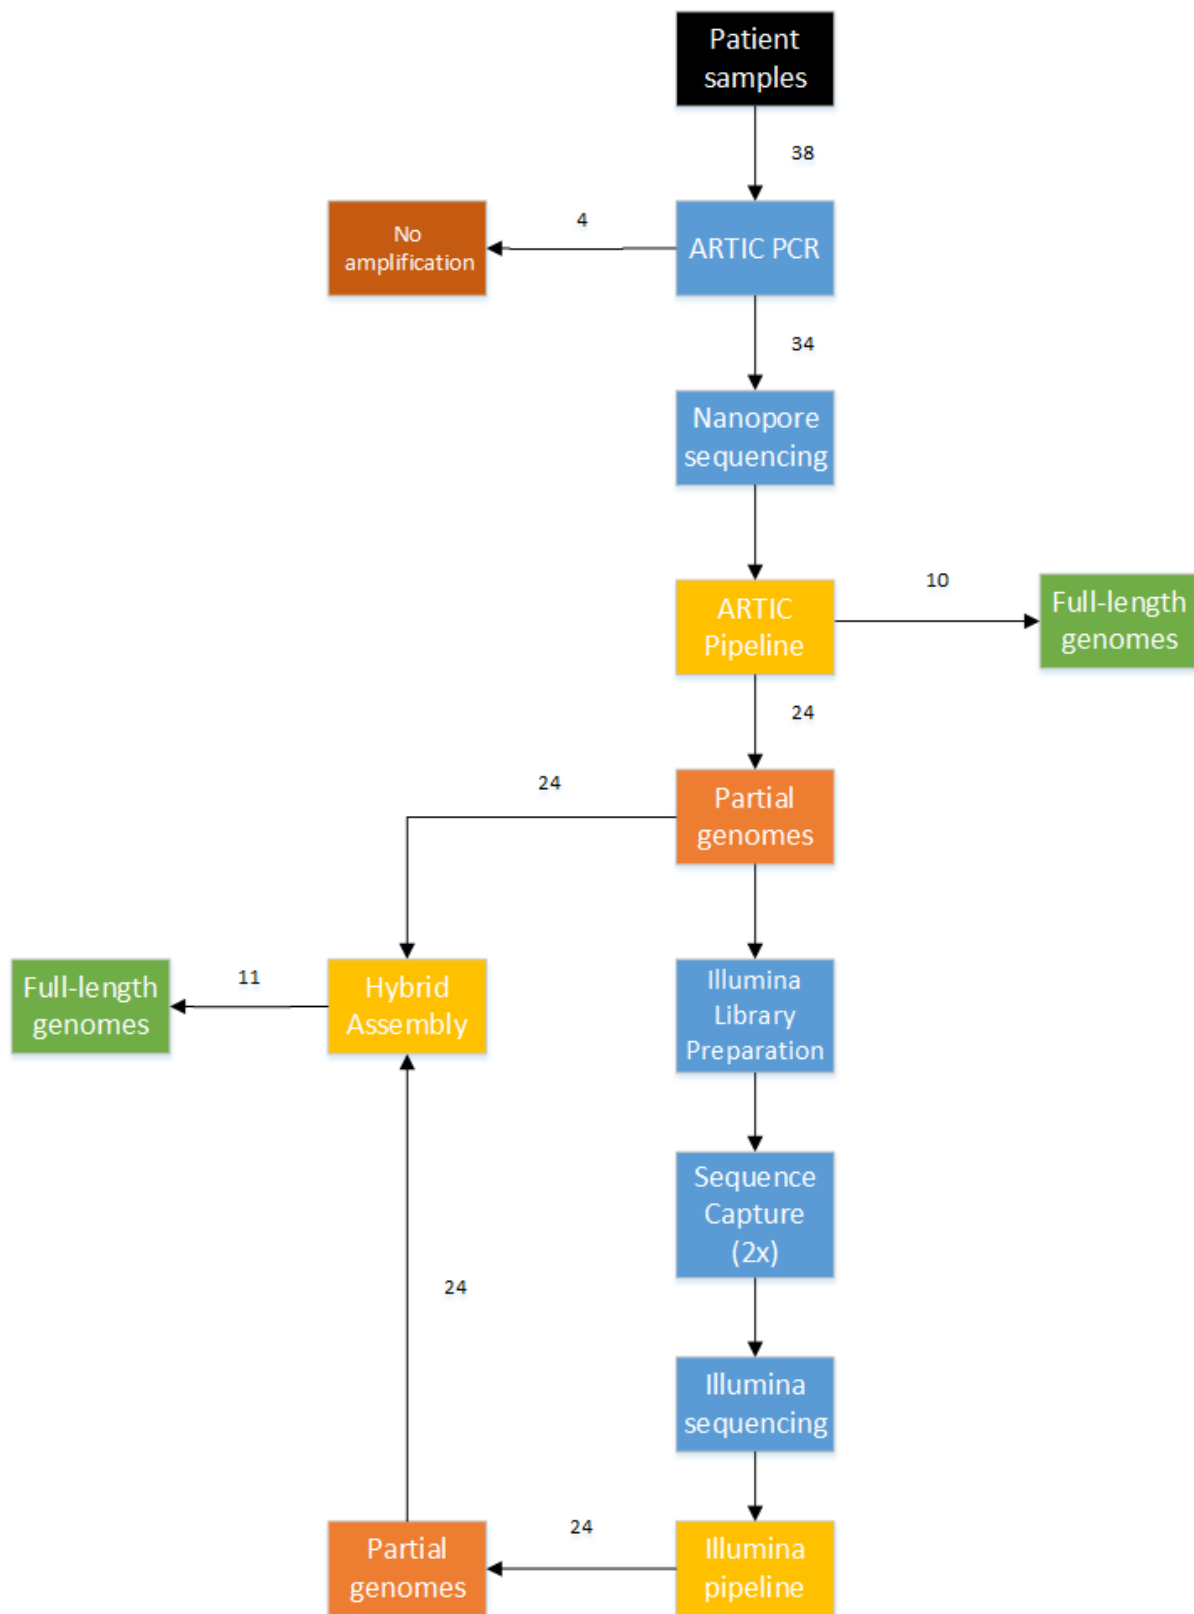 Patient
samples
38
No
amplification
4
ARTIC PCR
34
Nanopore
sequencing
ARTIC
Pipeline
10
Full-length
genomes
24
24
Partial
genomes
Full-length
genomes
11
Hybrid
Assembly
Illumina
Library
Preparation
Sequence
Capture
(2x)
24
Illumina
sequencing
Partial
genomes
24
Illumina
pipeline